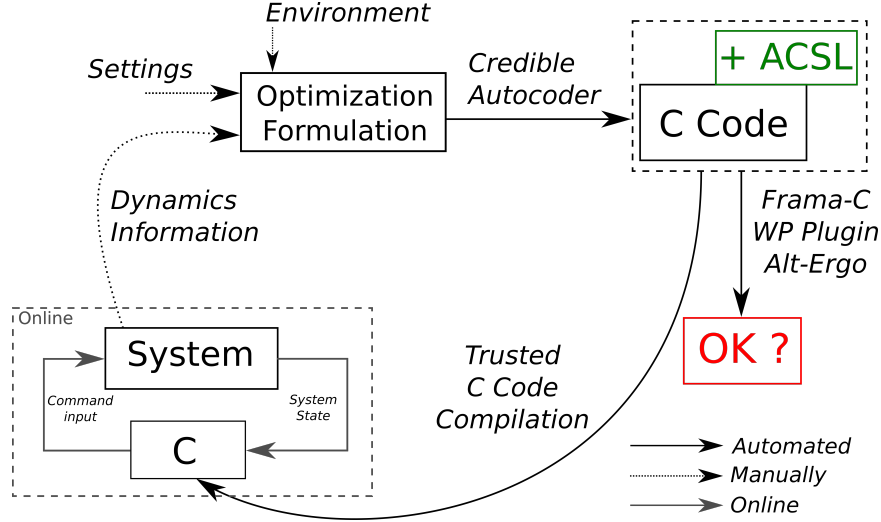 Environment
Settings
Optimization
Formulation
Credible
Autocoder
+ ACSL
C Code
Dynamics
Information
Frama-C
WP Plugin
Alt-Ergo
OK ?
Online
System
Command
input
System
State
C
Trusted
C Code
Compilation
Automated
Manually
Online